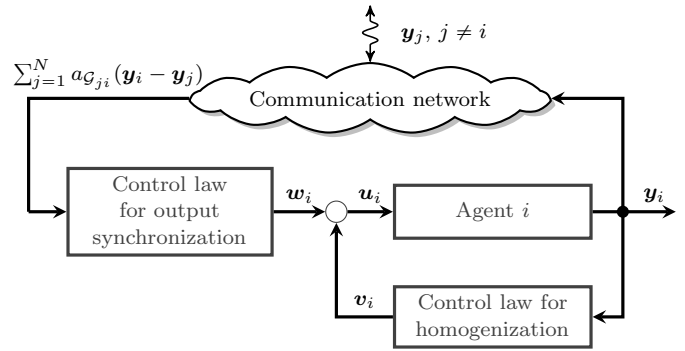 𝒚_j, j ≠ i
∑_{j=1}^{N} a_{𝒢_{ji}}(𝒚_i − 𝒚_j)
Communication network
Control law
for output
synchronization
𝒘_i
𝒖_i
Agent i
𝒚_i
𝒗_i
Control law for
homogenization